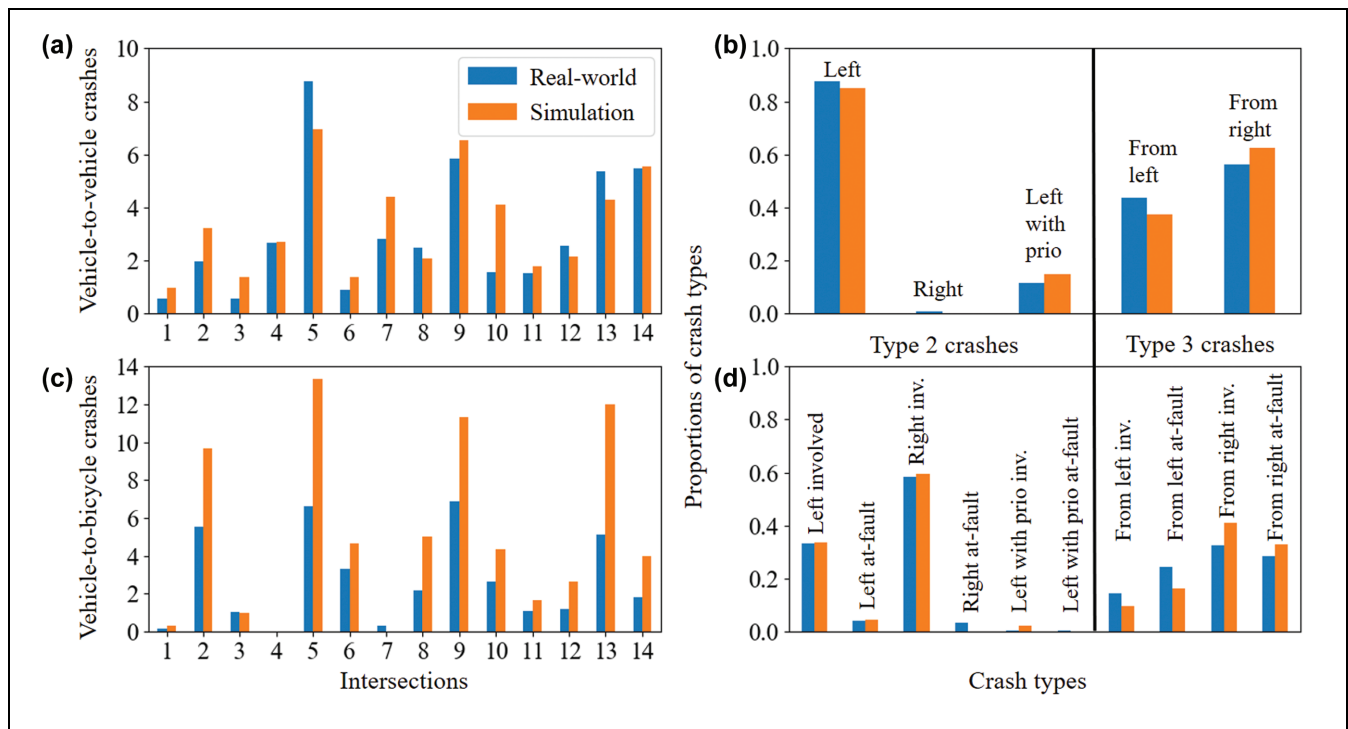 (a)
Vehicle-to-vehicle crashes
10
8
6
4
2
0
Real-world
Simulation
1 2 3 4 5 6 7 8 9 10 11 12 13 14
(b)
Proportions of crash types
1.0
0.8
0.6
0.4
0.2
0.0
Left
Right
Left
with
prio
From
left
From
right
Type 2 crashes
Type 3 crashes
(c)
Vehicle-to-bicycle crashes
14
12
10
8
6
4
2
0
1 2 3 4 5 6 7 8 9 10 11 12 13 14
Intersections
(d)
1.0
0.8
0.6
0.4
0.2
0.0
Left involved
Left at-fault
Right inv.
Right at-fault
Left with prio inv.
Left with prio at-fault
From left inv.
From left at-fault
From right inv.
From right at-fault
Crash types